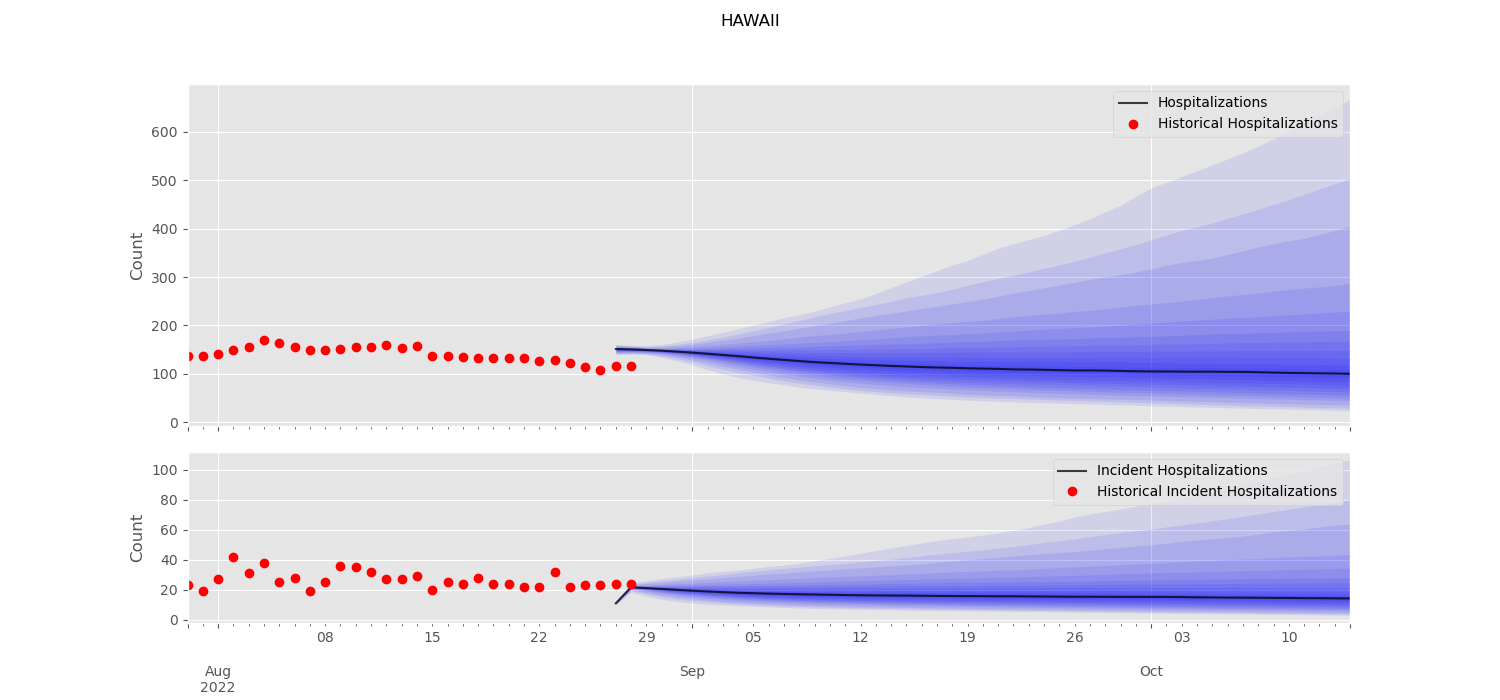 HAWAII
Hospitalizations
Historical Hospitalizations
600
500
400
300
200
100
0
Count
Incident Hospitalizations
Historical Incident Hospitalizations
100
80
60
40
20
0
Count
08 15 22 29 05 12 19 26 03 10
Aug Sep Oct
2022